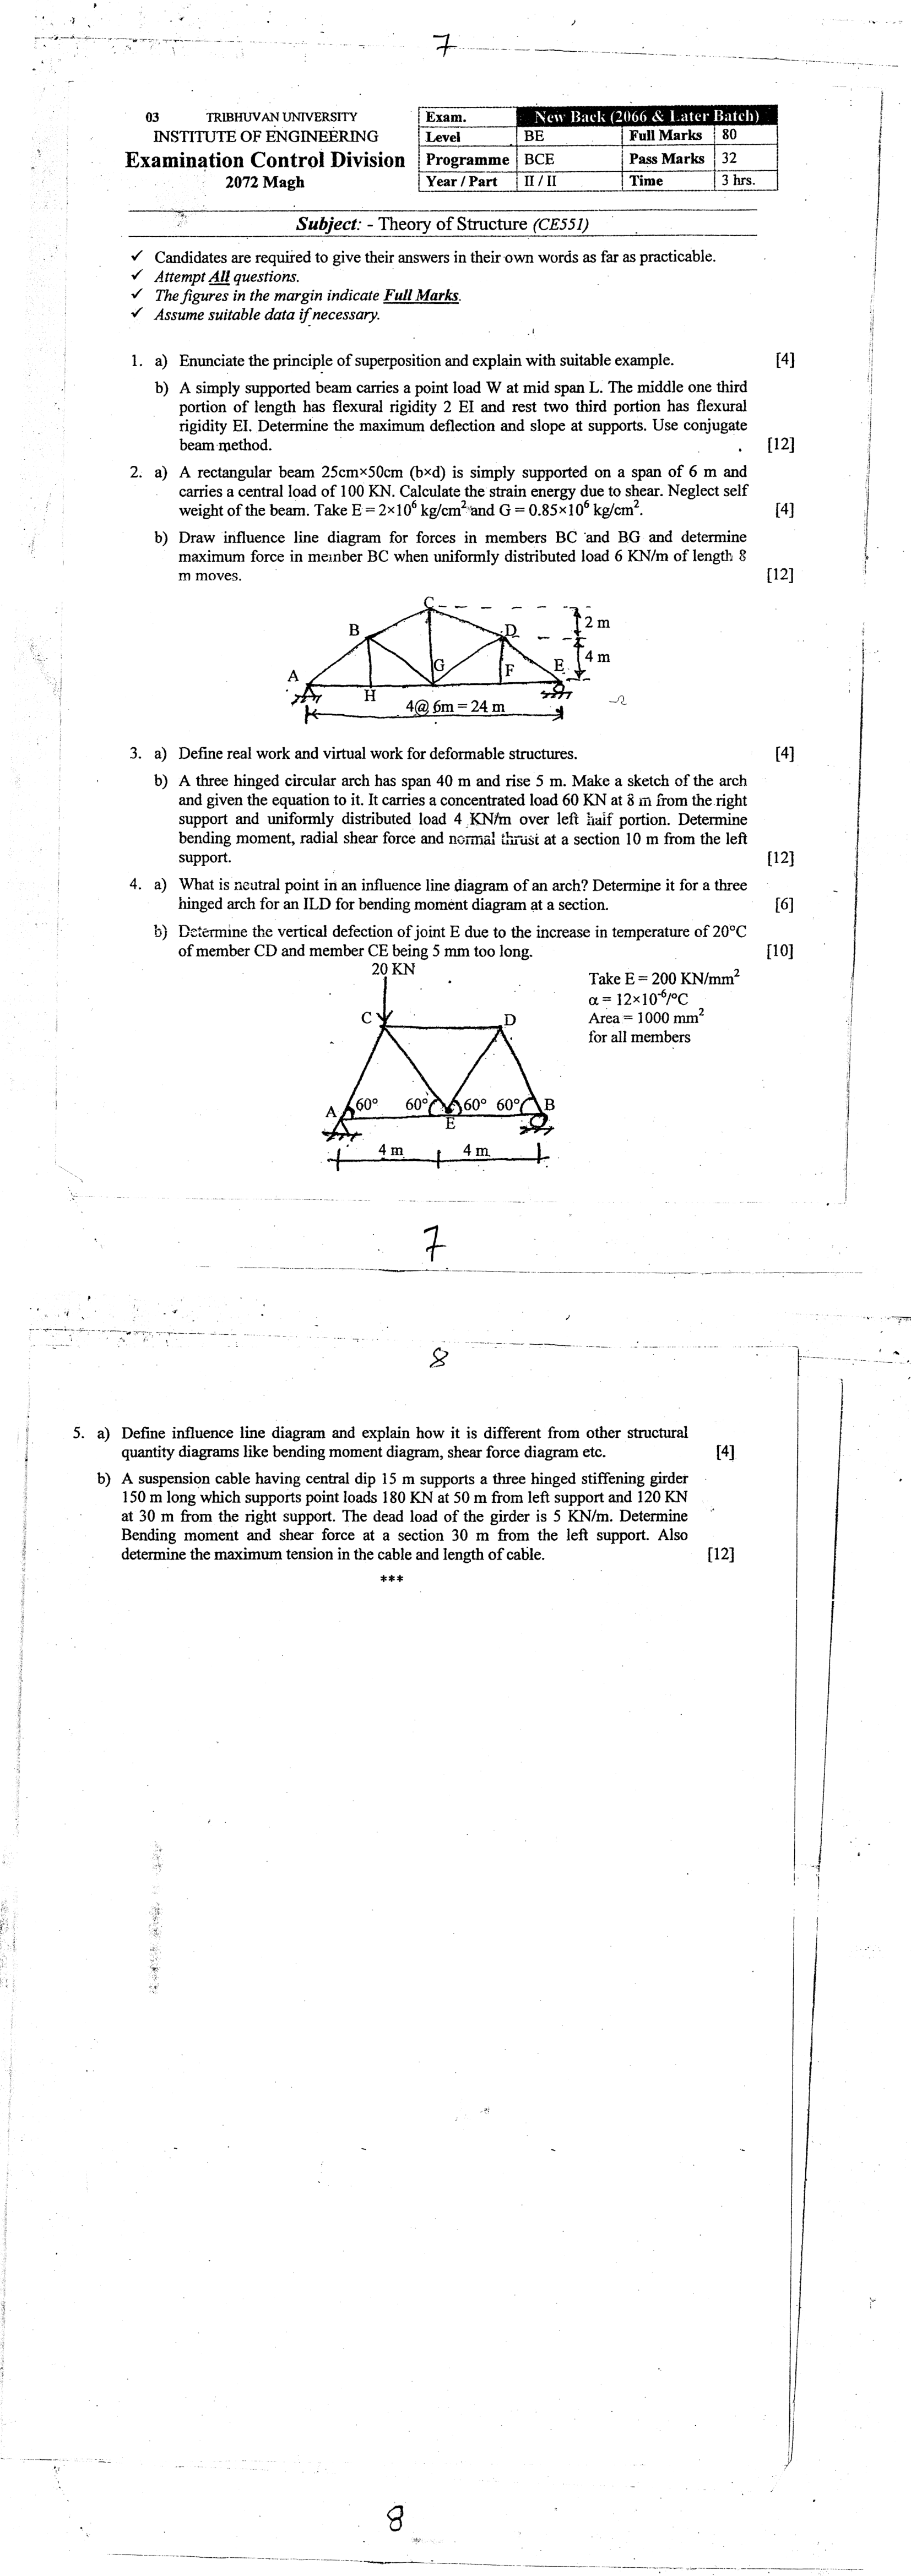 7
03 TRIBHUVAN UNIVERSITY
INSTITUTE OF ENGINEERING
Examination Control Division
2072 Magh
Exam. New Back (2066 & Later Batch)
Level BE Full Marks 80
Programme BCE Pass Marks 32
Year / Part II / II Time 3 hrs.
Subject: - Theory of Structure (CE551)
✓ Candidates are required to give their answers in their own words as far as practicable.
✓ Attempt All questions.
✓ The figures in the margin indicate Full Marks.
✓ Assume suitable data if necessary.
1. a) Enunciate the principle of superposition and explain with suitable example. [4]
b) A simply supported beam carries a point load W at mid span L. The middle one third
portion of length has flexural rigidity 2 EI and rest two third portion has flexural
rigidity EI. Determine the maximum deflection and slope at supports. Use conjugate
beam method. [12]
2. a) A rectangular beam 25cm×50cm (b×d) is simply supported on a span of 6 m and
carries a central load of 100 KN. Calculate the strain energy due to shear. Neglect self
weight of the beam. Take E = 2×10⁶ kg/cm² and G = 0.85×10⁶ kg/cm². [4]
b) Draw influence line diagram for forces in members BC and BG and determine
maximum force in member BC when uniformly distributed load 6 KN/m of length 8
m moves. [12]
C
2 m
B
D
4 m
G
F
E
A
H
4@ 6m = 24 m
3. a) Define real work and virtual work for deformable structures. [4]
b) A three hinged circular arch has span 40 m and rise 5 m. Make a sketch of the arch
and given the equation to it. It carries a concentrated load 60 KN at 8 m from the right
support and uniformly distributed load 4 KN/m over left half portion. Determine
bending moment, radial shear force and normal thrust at a section 10 m from the left
support. [12]
4. a) What is neutral point in an influence line diagram of an arch? Determine it for a three
hinged arch for an ILD for bending moment diagram at a section. [6]
b) Determine the vertical defection of joint E due to the increase in temperature of 20°C
of member CD and member CE being 5 mm too long. [10]
20 KN
Take E = 200 KN/mm²
α = 12×10⁻⁶/°C
Area = 1000 mm²
for all members
C
D
A 60° 60° 60° 60° B
E
4 m 4 m
7
8
5. a) Define influence line diagram and explain how it is different from other structural
quantity diagrams like bending moment diagram, shear force diagram etc. [4]
b) A suspension cable having central dip 15 m supports a three hinged stiffening girder
150 m long which supports point loads 180 KN at 50 m from left support and 120 KN
at 30 m from the right support. The dead load of the girder is 5 KN/m. Determine
Bending moment and shear force at a section 30 m from the left support. Also
determine the maximum tension in the cable and length of cable. [12]
***
8